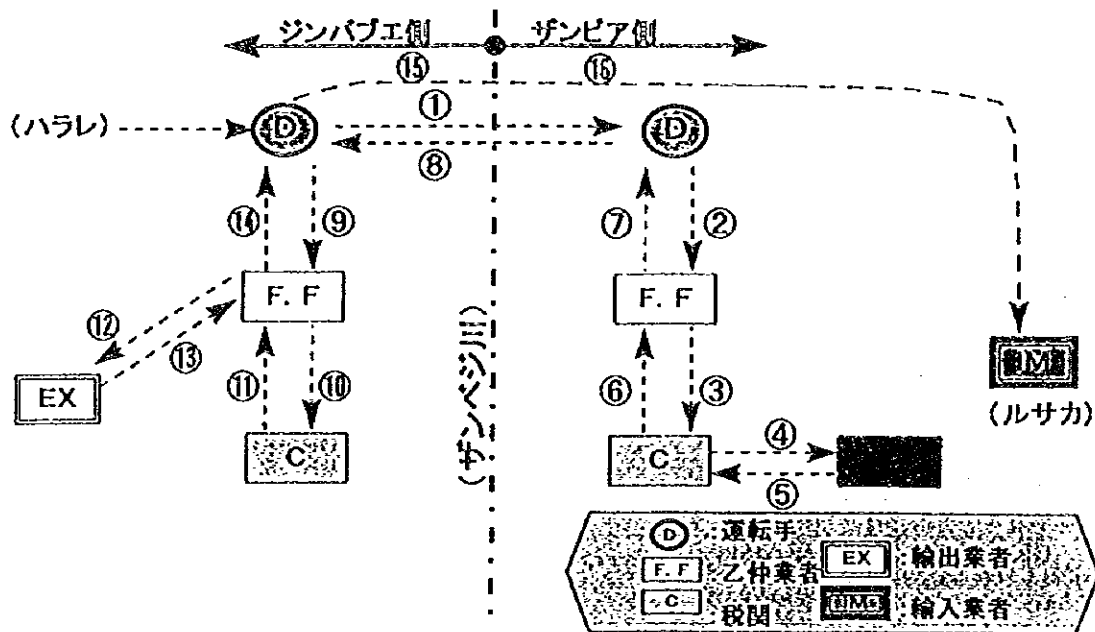 ジンバブエ側 ザンビア側
⑮ ⑯
(ハラレ) D ① D
⑧
⑭ ⑨ ⑦ ②
F. F F. F
⑫ ⑬ ⑪ ⑩ ⑥ ③
(ザンベジ川)
EX IM
(ルサカ)
C C ④
⑤
D :運転手
F. F :乙仲業者 EX :輸出業者
C 税関 IM :輸入業者